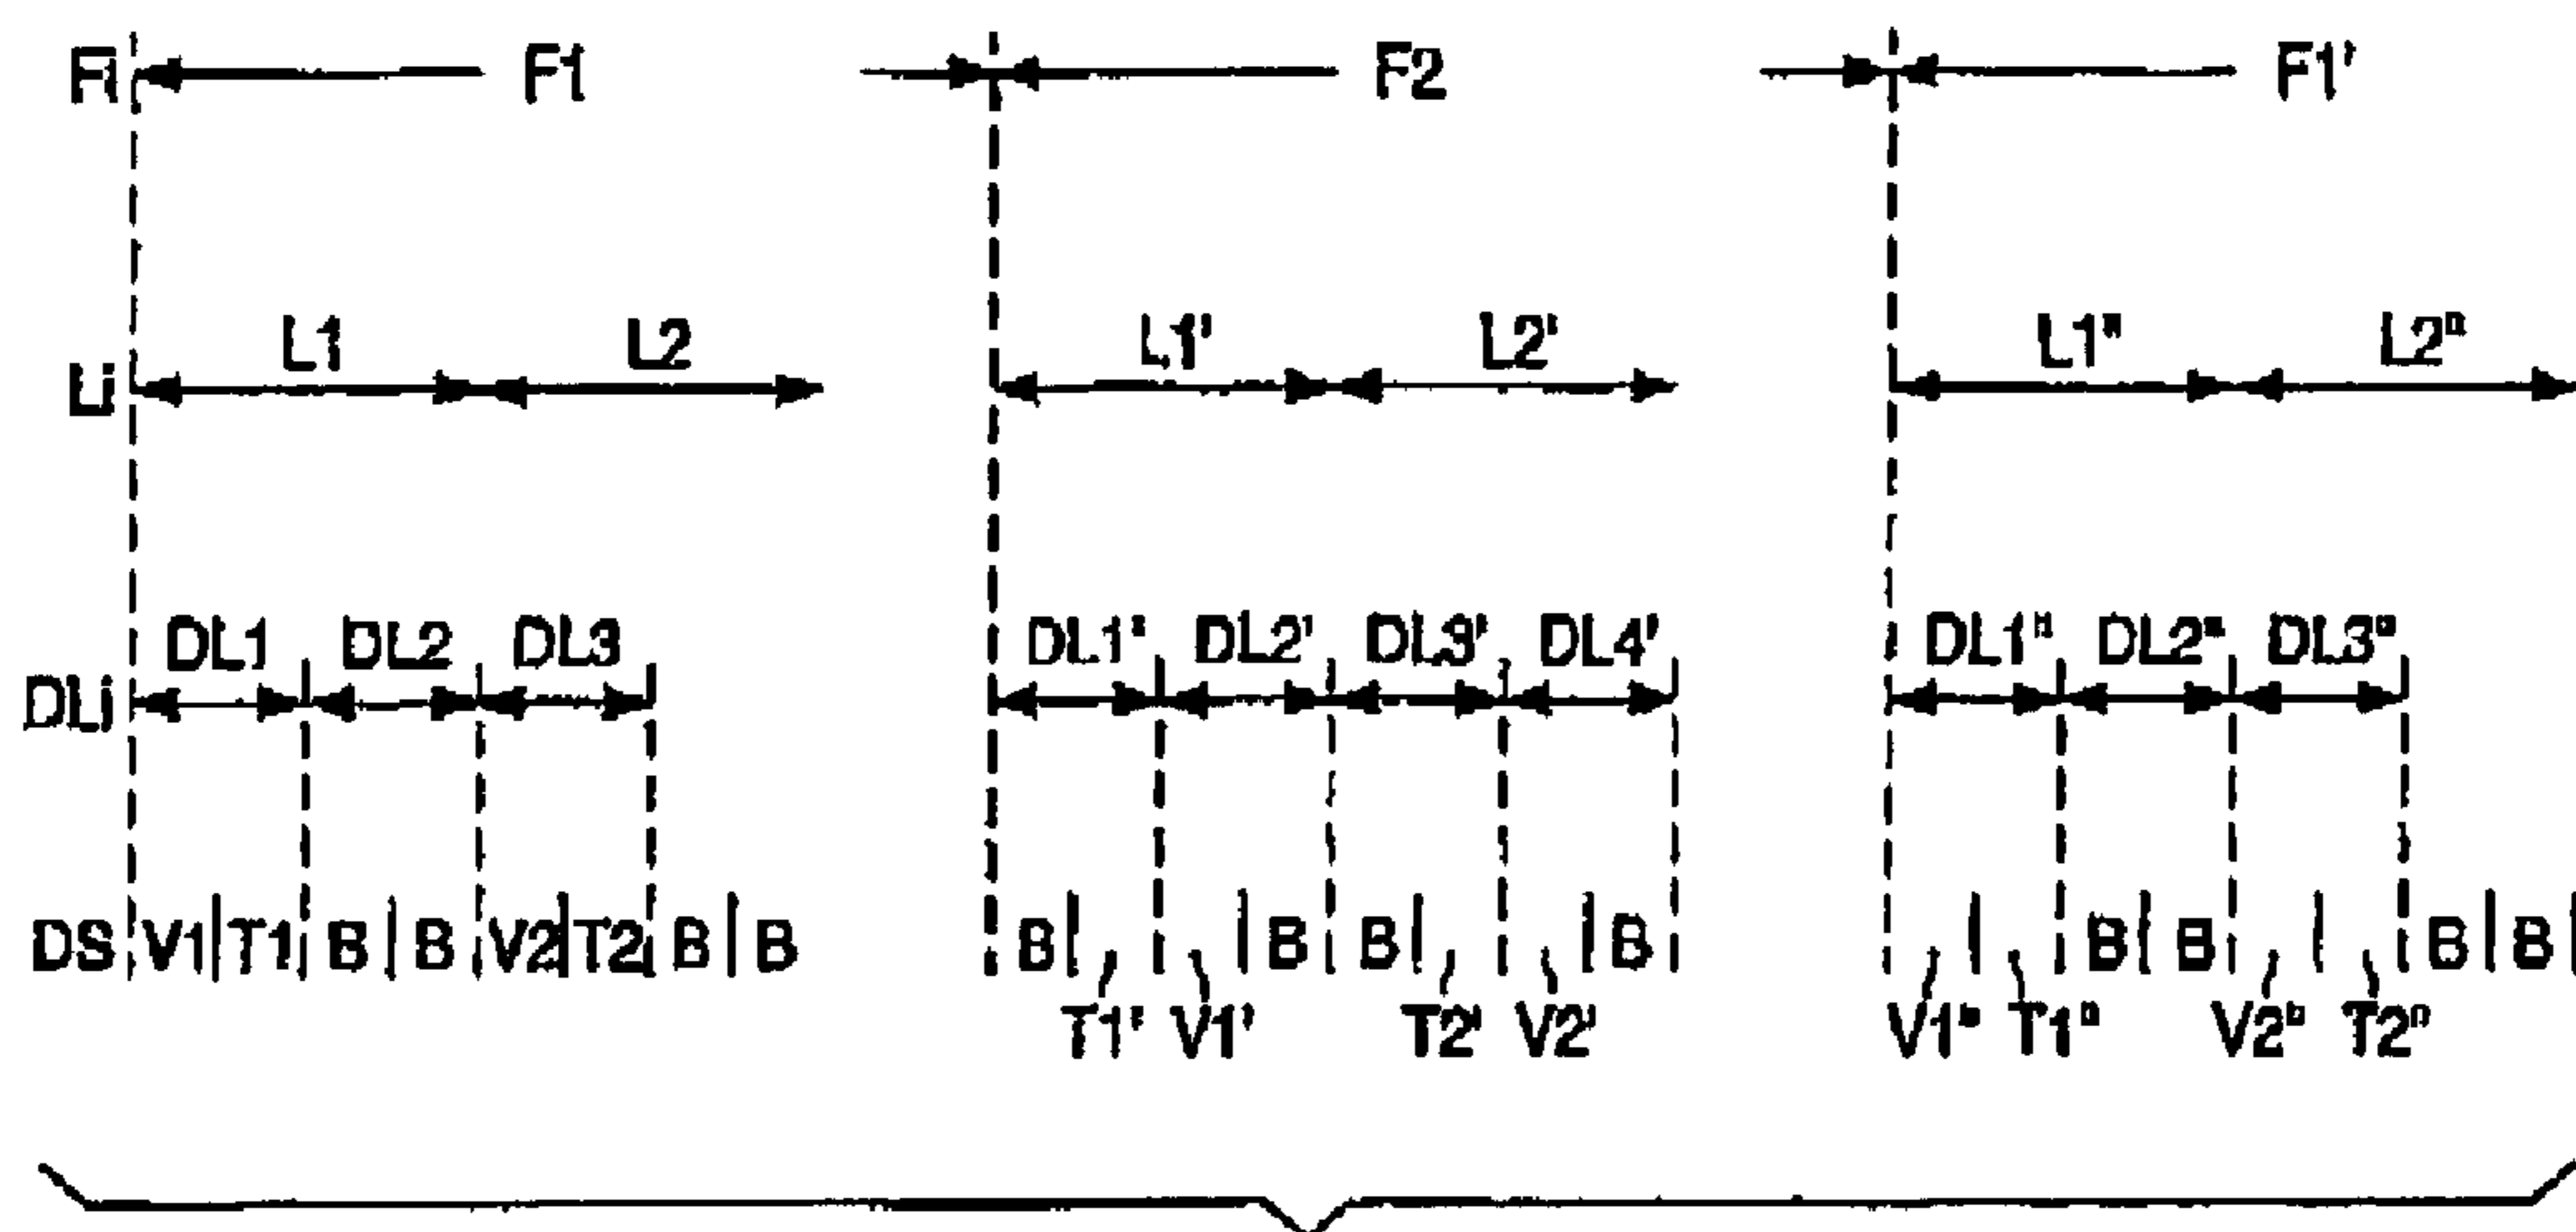 Fi F1 F2 F1'
Li L1 L2 L1' L2' L1" L2"
DLi DL1 DL2 DL3 DL1' DL2' DL3' DL4' DL1" DL2" DL3"
DS V1 T1 B B V2 T2 B B B B B B B B B B
T1' V1' T2' V2' V1" T1" V2" T2"